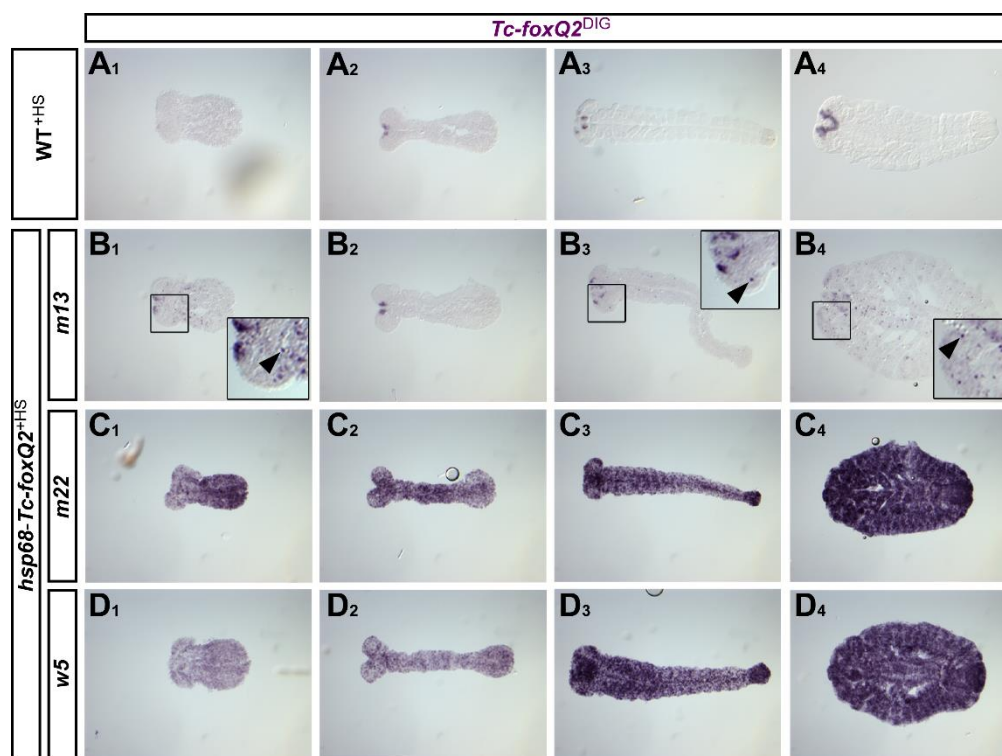 Tc-foxQ2DIG
WT+HS
A1
A2
A3
A4
hsp68-Tc-foxQ2+HS
m13
B1
B2
B3
B4
m22
C1
C2
C3
C4
w5
D1
D2
D3
D4